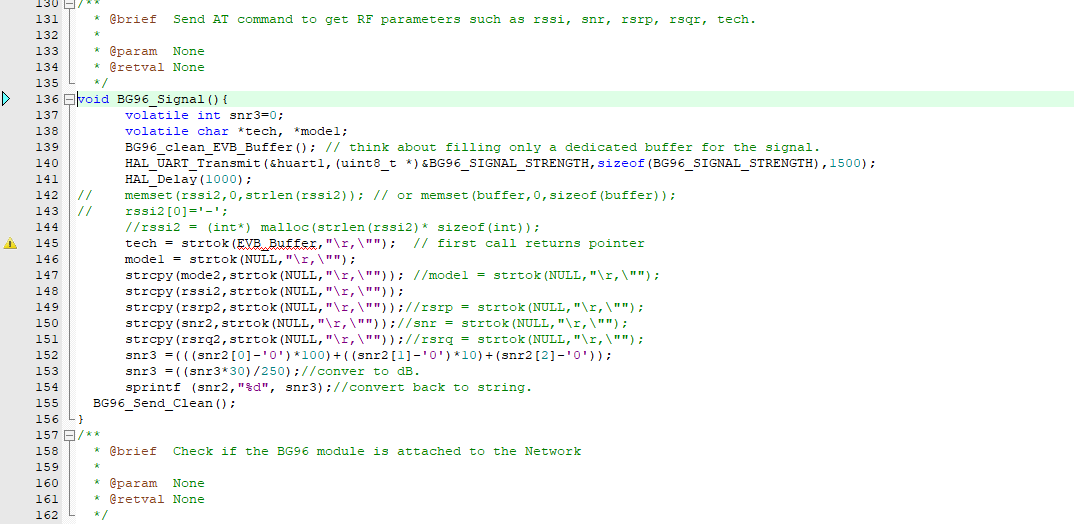 130 /**
131 * @brief Send AT command to get RF parameters such as rssi, snr, rsrp, rsqr, tech.
132 *
133 * @param None
134 * @retval None
135 */
136 void BG96_Signal(){
137 volatile int snr3=0;
138 volatile char *tech, *mode1;
139 BG96_clean_EVB_Buffer(); // think about filling only a dedicated buffer for the signal.
140 HAL_UART_Transmit(&huart1,(uint8_t *)&BG96_SIGNAL_STRENGTH,sizeof(BG96_SIGNAL_STRENGTH),1500);
141 HAL_Delay(1000);
142 // memset(rssi2,0,strlen(rssi2)); // or memset(buffer,0,sizeof(buffer));
143 // rssi2[0]='-';
144 //rssi2 = (int*) malloc(strlen(rssi2)* sizeof(int));
145 tech = strtok(EVB_Buffer,"\r,\""); // first call returns pointer
146 mode1 = strtok(NULL,"\r,\"");
147 strcpy(mode2,strtok(NULL,"\r,\"")); //mode1 = strtok(NULL,"\r,\"");
148 strcpy(rssi2,strtok(NULL,"\r,\""));
149 strcpy(rsrp2,strtok(NULL,"\r,\""));//rsrp = strtok(NULL,"\r,\"");
150 strcpy(snr2,strtok(NULL,"\r,\""));//snr = strtok(NULL,"\r,\"");
151 strcpy(rsrq2,strtok(NULL,"\r,\""));//rsrq = strtok(NULL,"\r,\"");
152 snr3 =(((snr2[0]-'0')*100)+((snr2[1]-'0')*10)+(snr2[2]-'0'));
153 snr3 =((snr3*30)/250);//conver to dB.
154 sprintf (snr2,"%d", snr3);//convert back to string.
155 BG96_Send_Clean();
156 }
157 /**
158 * @brief Check if the BG96 module is attached to the Network
159 *
160 * @param None
161 * @retval None
162 */